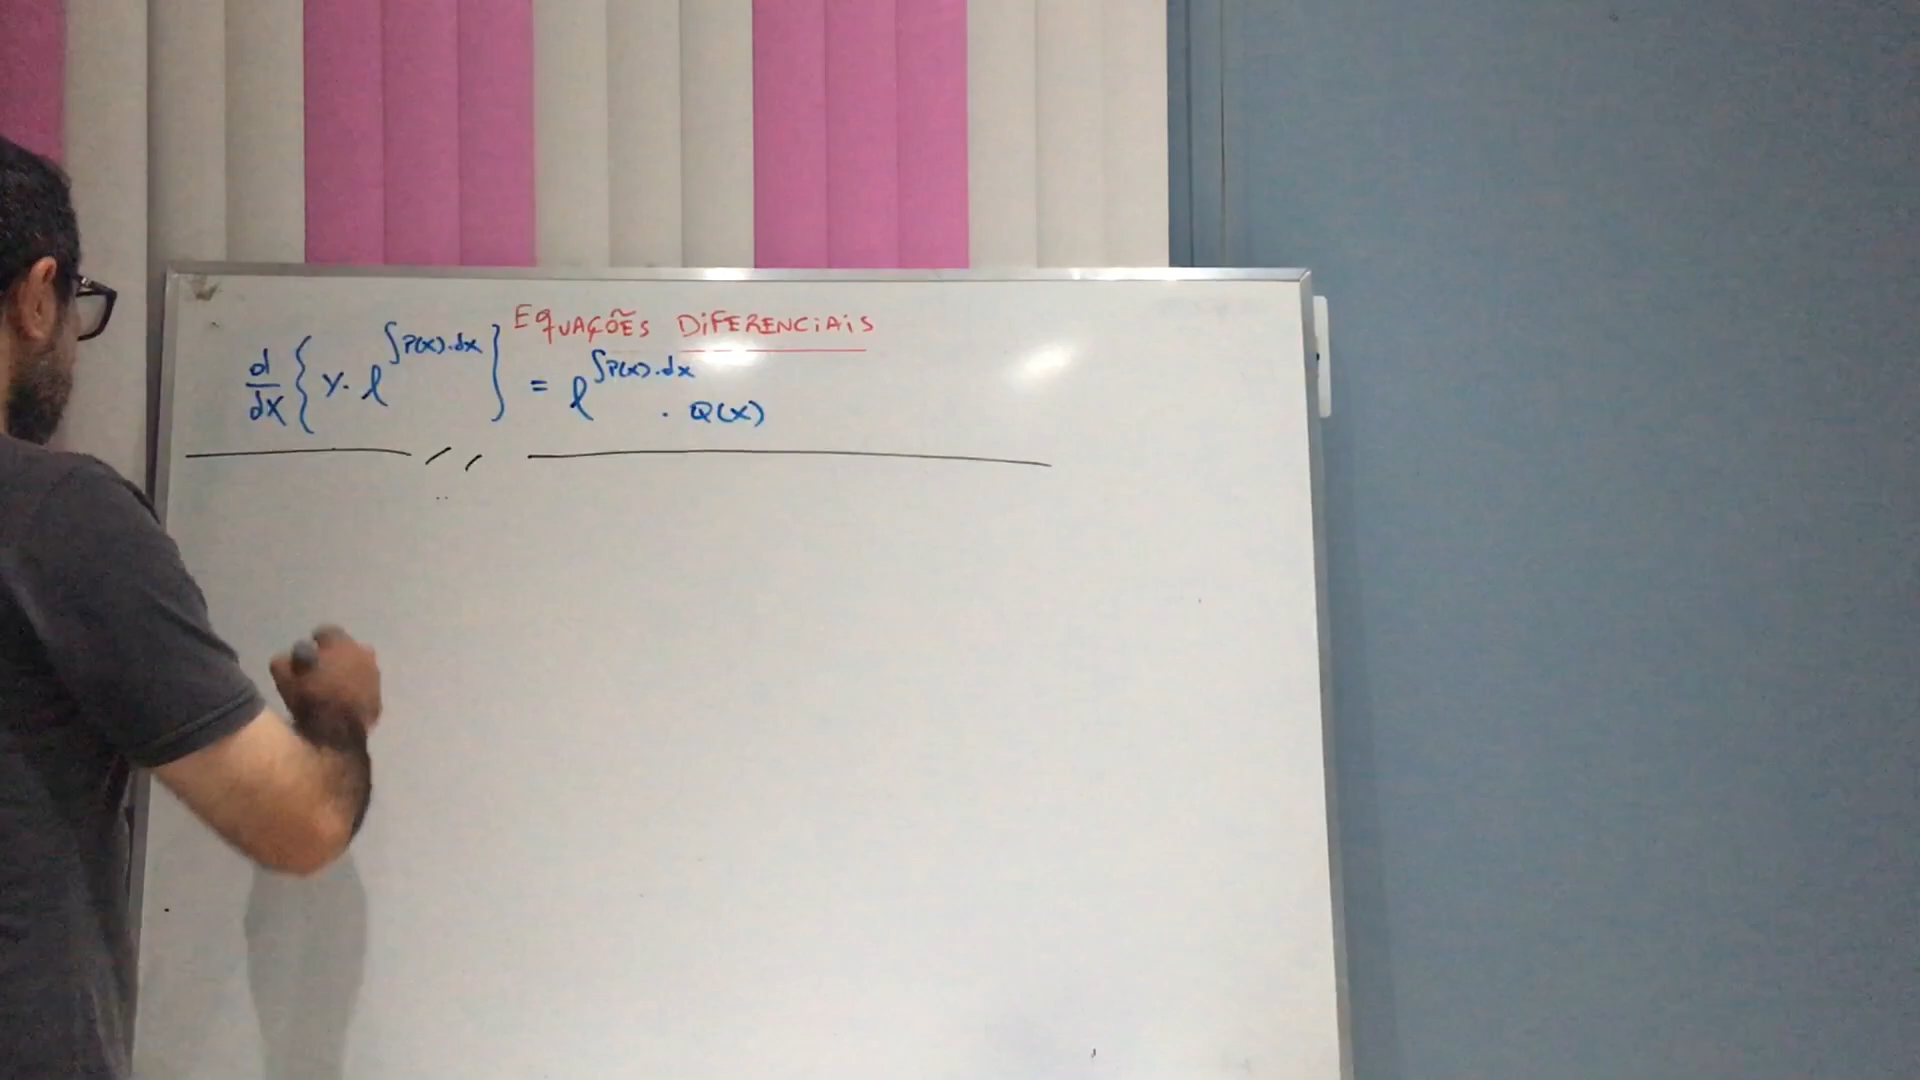 EQUAÇÕES DIFERENCIAIS
d/dx { y. e^∫P(x).dx } = e^∫P(x).dx . Q(x)